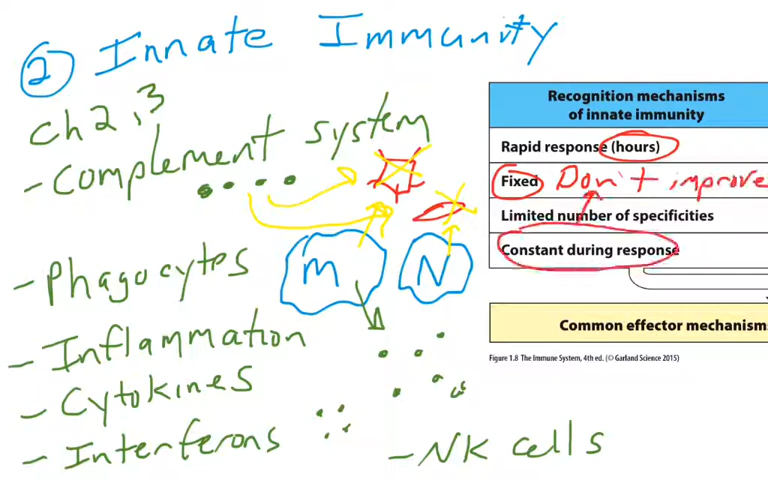 ② Innate Immunity
ch 2,3
- Complement system
M
N
- Phagocytes
- Inflammation
- Cytokines
- Interferons
- NK cells
Recognition mechanisms
of innate immunity
Rapid response (hours)
Fixed Don't improve
Limited number of specificities
Constant during response
Common effector mechanism
Figure 1.8 The Immune System, 4th ed. (© Garland Science 2015)